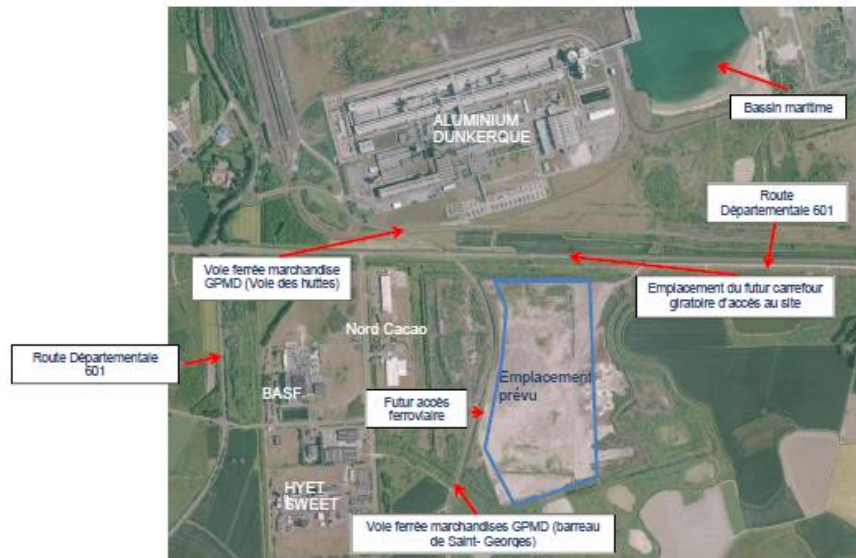 ALUMINIUM
DUNKERQUE
Bassin maritime
Route
Départementale 601
Voie ferrée marchandise
GPMD (Voie des huttes)
Emplacement du futur carrefour
giratoire d'accès au site
Nord Cacao
Route Départementale
601
BASF
Futur accès
ferroviaire
Emplacement
prévu
HYET
SWEET
Voie ferrée marchandises GPMD (barreau
de Saint- Georges)